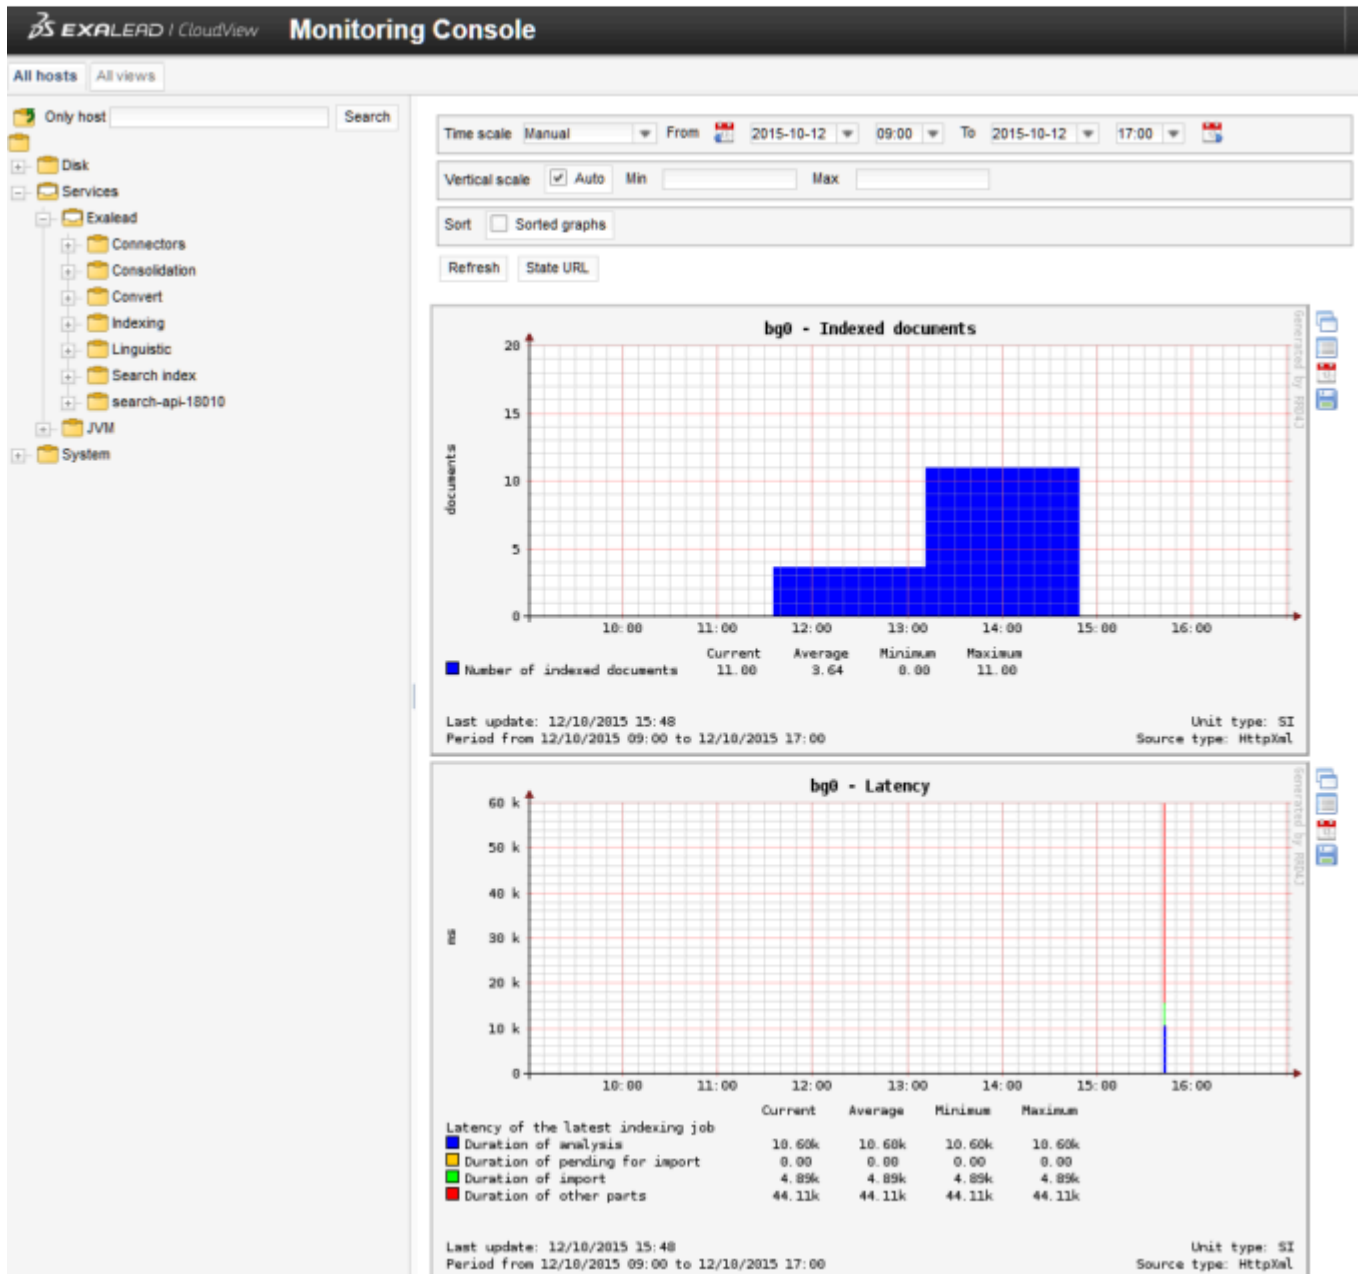 3S EXALEAD | CloudView Monitoring Console
All hosts All views
Only host Search
Disk
Services
Exalead
Connectors
Consolidation
Convert
Indexing
Linguistic
Search index
search-api-18010
JVM
System
Time scale Manual From 2015-10-12 09:00 To 2015-10-12 17:00
Vertical scale Auto Min Max
Sort Sorted graphs
Refresh State URL
bg0 - Indexed documents
Generated by RRD4J
documents
20
15
10
5
0
10:00 11:00 12:00 13:00 14:00 15:00 16:00
Current Average Minimum Maximum
Number of indexed documents 11.00 3.64 0.00 11.00
Last update: 12/10/2015 15:48 Unit type: SI
Period from 12/10/2015 09:00 to 12/10/2015 17:00 Source type: HttpXml
bg0 - Latency
Generated by RRD4J
ms
60 k
50 k
40 k
30 k
20 k
10 k
0
10:00 11:00 12:00 13:00 14:00 15:00 16:00
Current Average Minimum Maximum
Latency of the latest indexing job
Duration of analysis 10.60k 10.60k 10.60k 10.60k
Duration of pending for import 0.00 0.00 0.00 0.00
Duration of import 4.89k 4.89k 4.89k 4.89k
Duration of other parts 44.11k 44.11k 44.11k 44.11k
Last update: 12/10/2015 15:48 Unit type: SI
Period from 12/10/2015 09:00 to 12/10/2015 17:00 Source type: HttpXml